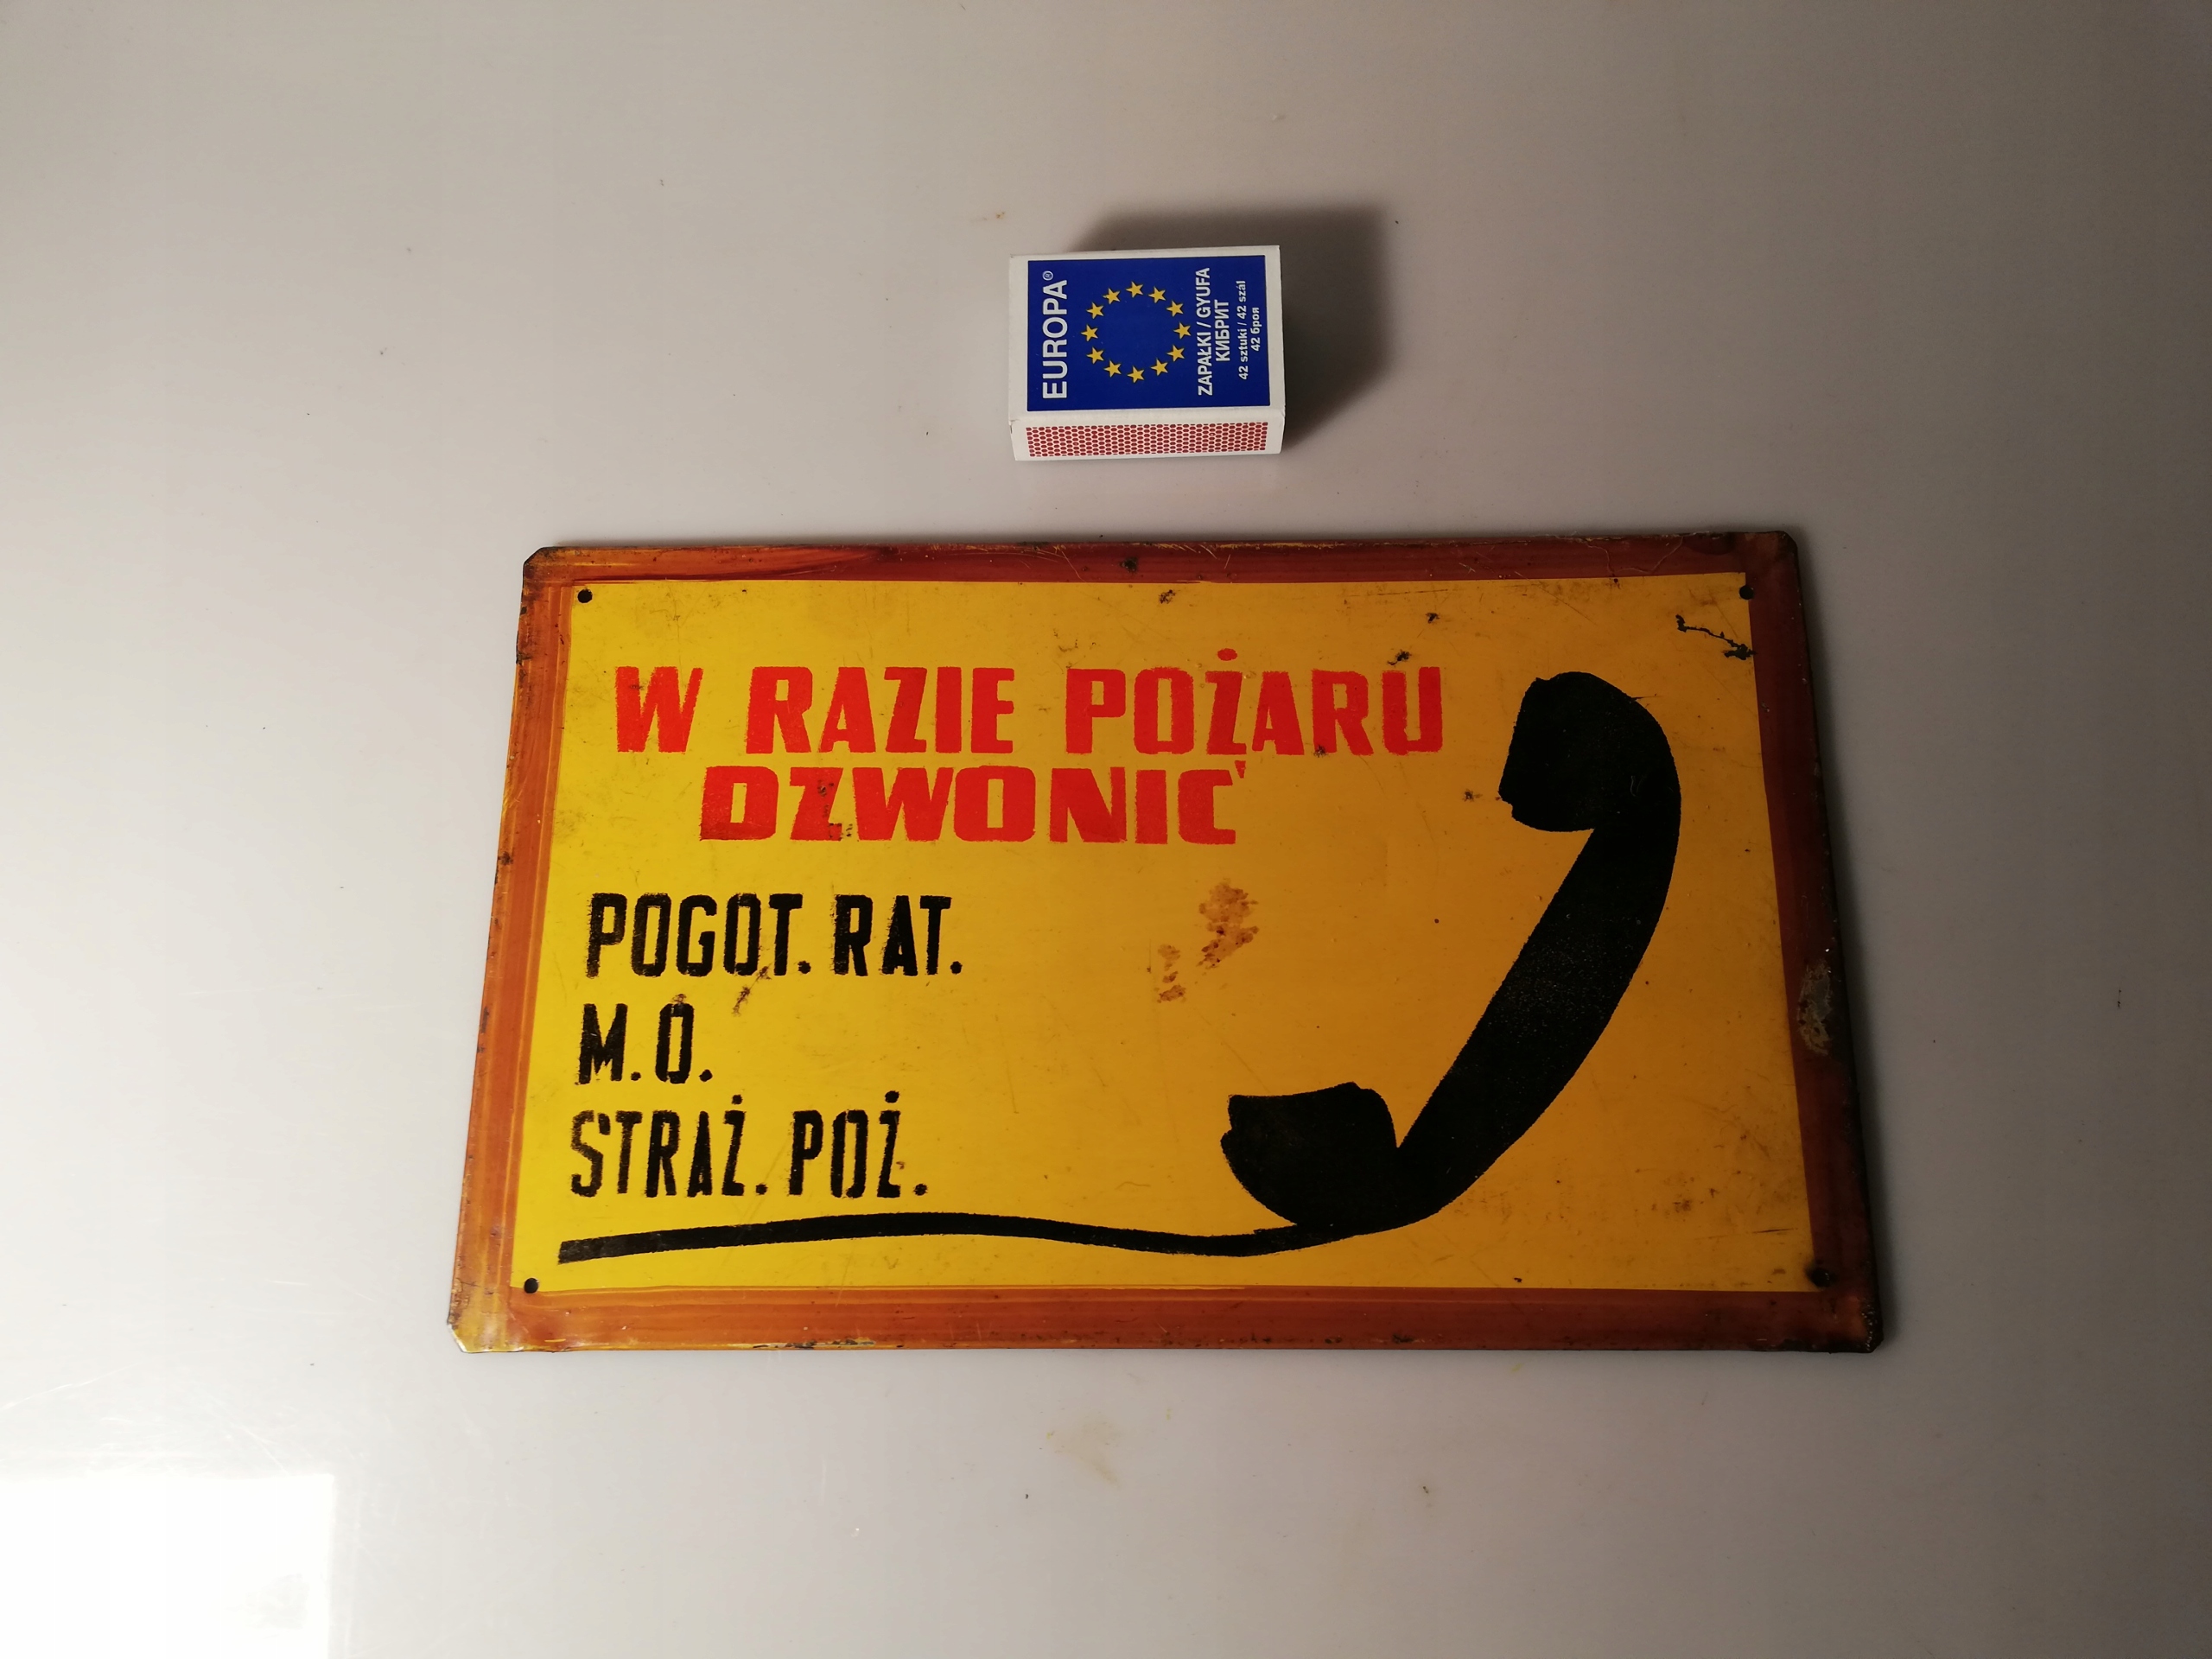 EUROPA®
ZAPAŁKI / GYUFA
КИБРИТ
42 sztuki / 42 szál
42 броя
W RAZIE POŻARU
DZWONIĆ
POGOT. RAT.
M.O.
STRAŻ. POŻ.